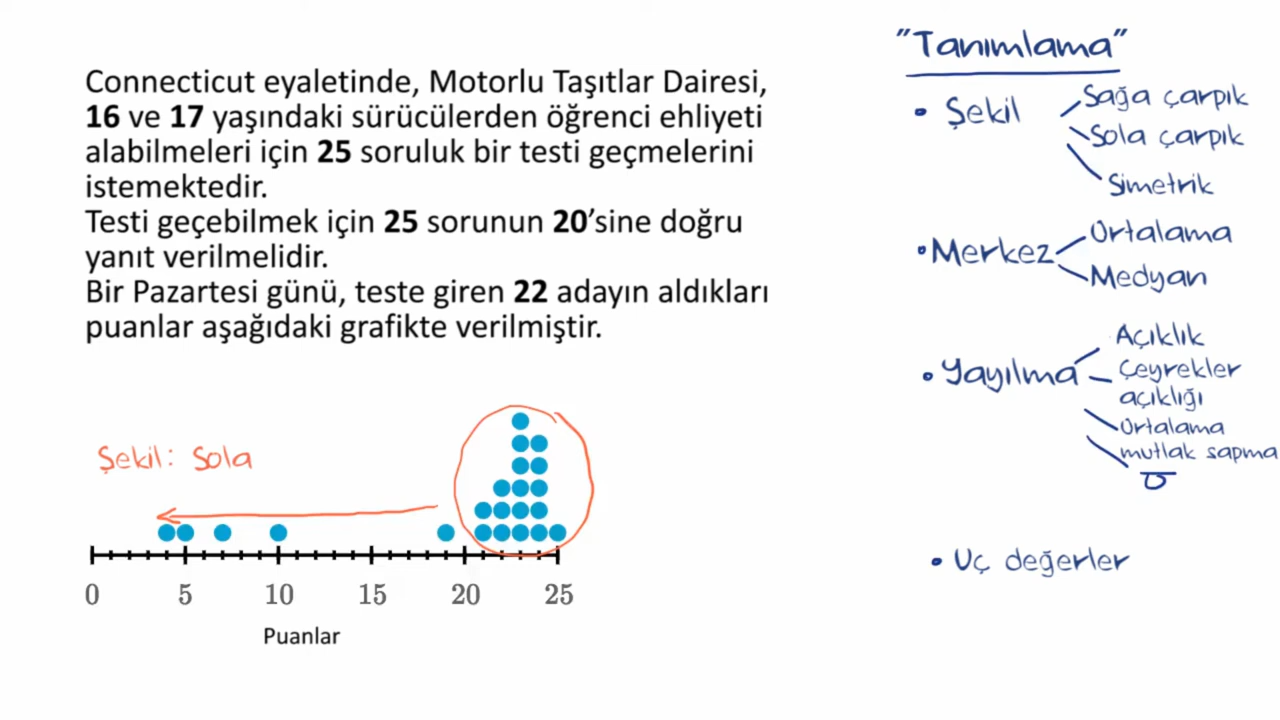 Connecticut eyaletinde, Motorlu Taşıtlar Dairesi,
16 ve 17 yaşındaki sürücülerden öğrenci ehliyeti
alabilmeleri için 25 soruluk bir testi geçmelerini
istemektedir.
Testi geçebilmek için 25 sorunun 20’sine doğru
yanıt verilmelidir.
Bir Pazartesi günü, teste giren 22 adayın aldıkları
puanlar aşağıdaki grafikte verilmiştir.
Şekil: Sola
0 5 10 15 20 25
Puanlar
"Tanımlama"
• Şekil
Sağa çarpık
Sola çarpık
Simetrik
• Merkez
Ortalama
Medyan
• Yayılma
Açıklık
Çeyrekler
açıklığı
Ortalama
mutlak sapma
σ
• Uç değerler